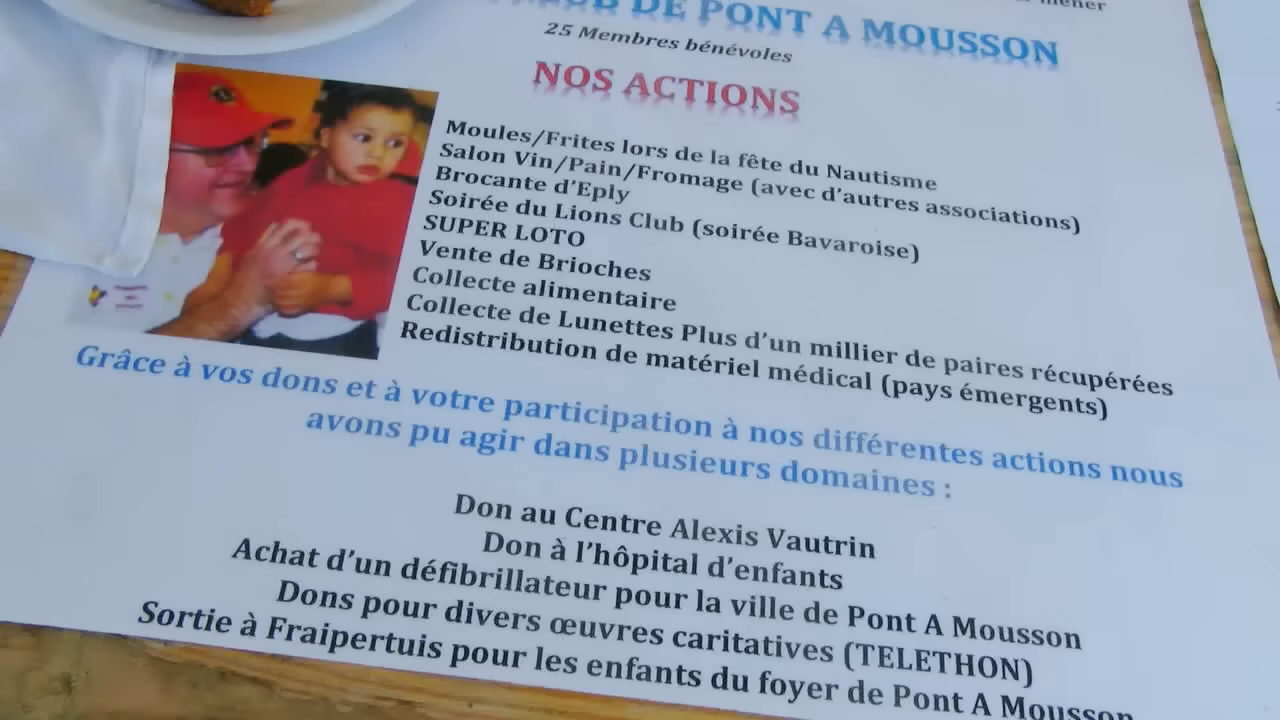 DE PONT A MOUSSON
25 Membres bénévoles
NOS ACTIONS
Moules/Frites lors de la fête du Nautisme
Salon Vin/Pain/Fromage (avec d'autres associations)
Brocante d'Eply
Soirée du Lions Club (soirée Bavaroise)
SUPER LOTO
Vente de Brioches
Collecte alimentaire
Collecte de Lunettes Plus d'un millier de paires récupérées
Redistribution de matériel médical (pays émergents)
Grâce à vos dons et à votre participation à nos différentes actions nous
avons pu agir dans plusieurs domaines :
Don au Centre Alexis Vautrin
Don à l'hôpital d'enfants
Achat d'un défibrillateur pour la ville de Pont A Mousson
Dons pour divers œuvres caritatives (TELETHON)
Sortie à Fraipertuis pour les enfants du foyer de Pont A Mousson